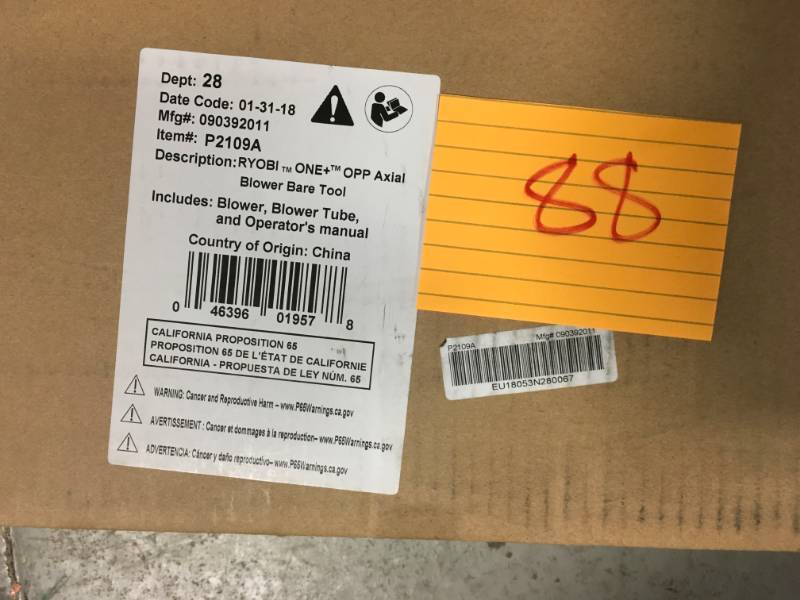 Dept: 28
Date Code: 01-31-18
Mfg#: 090392011
Item#: P2109A
Description:RYOBI TM ONE+TM OPP Axial
Blower Bare Tool
Includes: Blower, Blower Tube,
and Operator's manual
Country of Origin: China
0 46396 01957 8
CALIFORNIA PROPOSITION 65
PROPOSITION 65 DE L'ÉTAT DE CALIFORNIE
CALIFORNIA - PROPUESTA DE LEY NÚM. 65
WARNING: Cancer and Reproductive Harm – www.P65Warnings.ca.gov
AVERTISSEMENT: Cancer et dommages à la reproduction– www.P65Warnings.ca.gov
ADVERTENCIA: Cáncer y daño reproductivo– www.P65Warnings.ca.gov
88
P2109A Mfg# 090392011
EU18053N280067